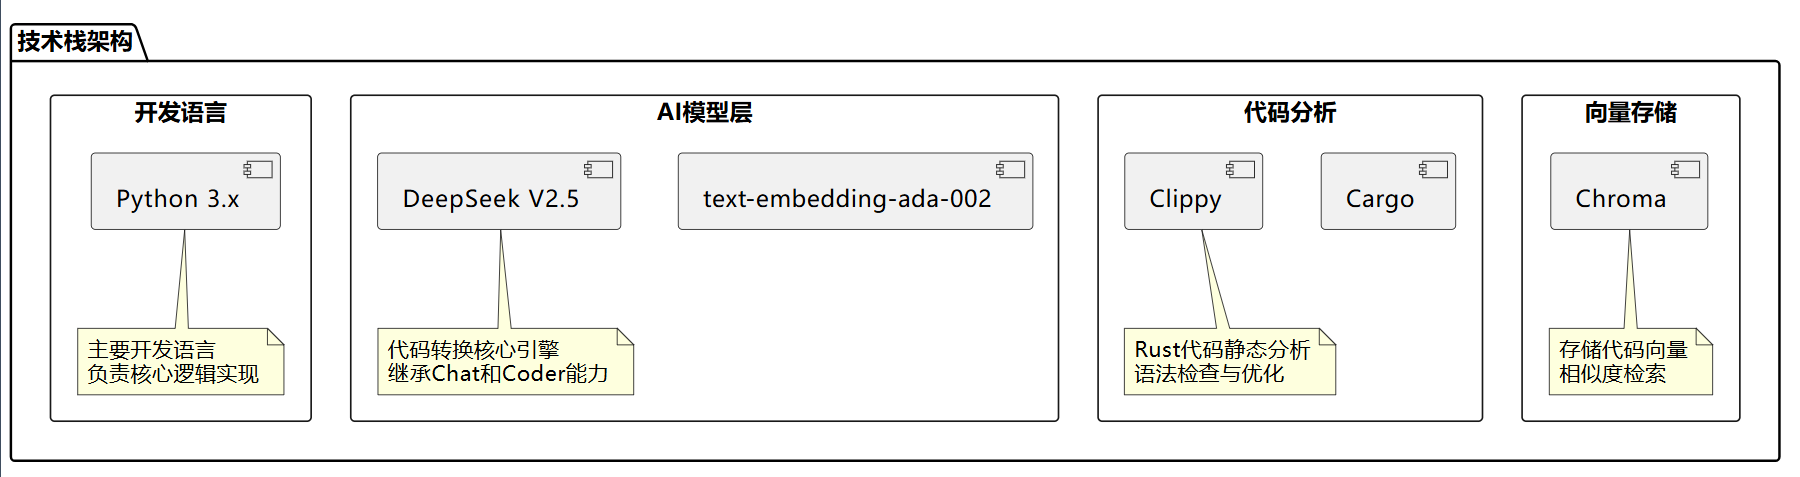 技术栈架构
开发语言
Python 3.x
主要开发语言
负责核心逻辑实现
AI模型层
DeepSeek V2.5
text-embedding-ada-002
代码转换核心引擎
继承Chat和Coder能力
代码分析
Clippy
Cargo
Rust代码静态分析
语法检查与优化
向量存储
Chroma
存储代码向量
相似度检索